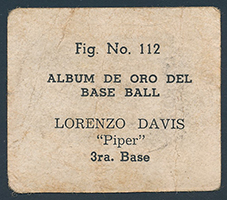 Fig. No. 112
ALBUM DE ORO DEL
BASE BALL
LORENZO DAVIS
"Piper"
3ra. Base